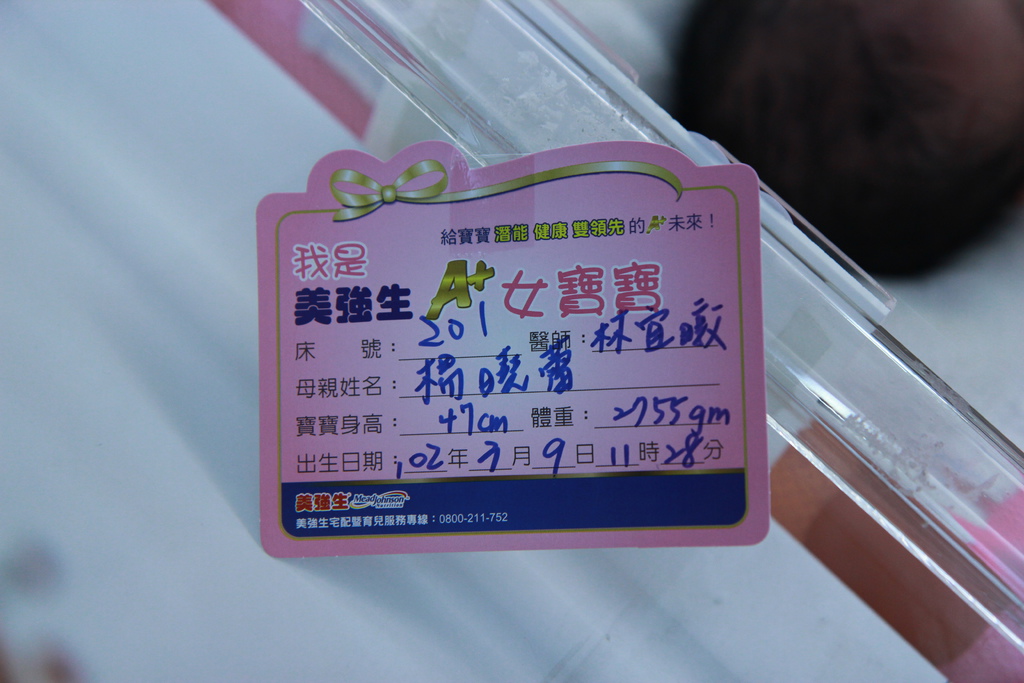 給寶寶 潛能 健康 雙領先 的 A+ 未來！
我是
美強生 A+ 女寶寶
床 號：201 醫師：林宜暾
母親姓名：楊曉蕾
寶寶身高：47cm 體重：2755gm
出生日期：102年7月9日11時28分
美強生 MeadJohnson Nutrition
美強生宅配暨育兒服務專線：0800-211-752